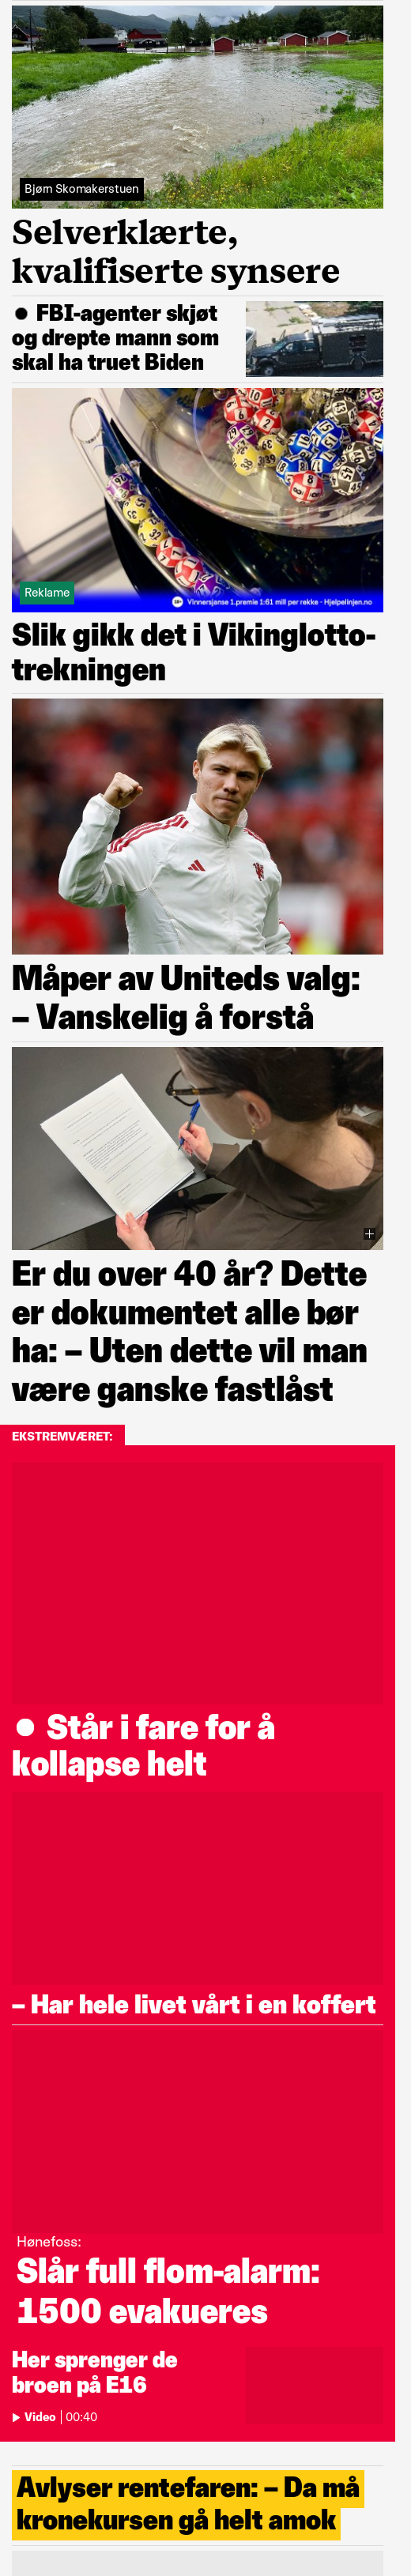 Bjørn Skomakerstuen
Selverklærte,
kvalifiserte synsere
● FBI-agenter skjøt
og drepte mann som
skal ha truet Biden
Reklame
18+ Vinnersjanse 1.premie 1:61 mill per rekke - Hjelpelinjen.no
Slik gikk det i Vikinglotto-
trekningen
Måper av Uniteds valg:
– Vanskelig å forstå
Er du over 40 år? Dette
er dokumentet alle bør
ha: – Uten dette vil man
være ganske fastlåst
EKSTREMVÆRET:
● Står i fare for å
kollapse helt
– Har hele livet vårt i en koffert
Hønefoss:
Slår full flom-alarm:
1500 evakueres
Her sprenger de
broen på E16
Video | 00:40
Avlyser rentefaren: – Da må
kronekursen gå helt amok